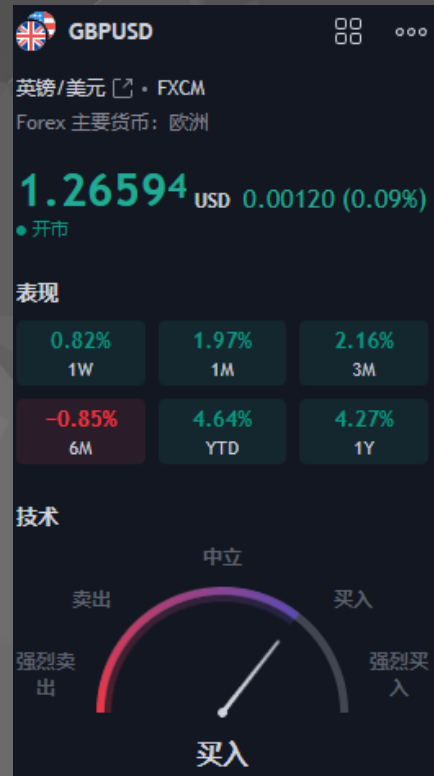 GBPUSD
英镑/美元 • FXCM
Forex 主要货币：欧洲
1.26594 USD 0.00120 (0.09%)
开市
表现
0.82% 1.97% 2.16%
1W 1M 3M
−0.85% 4.64% 4.27%
6M YTD 1Y
技术
中立
卖出 买入
强烈卖出 强烈买入
买入